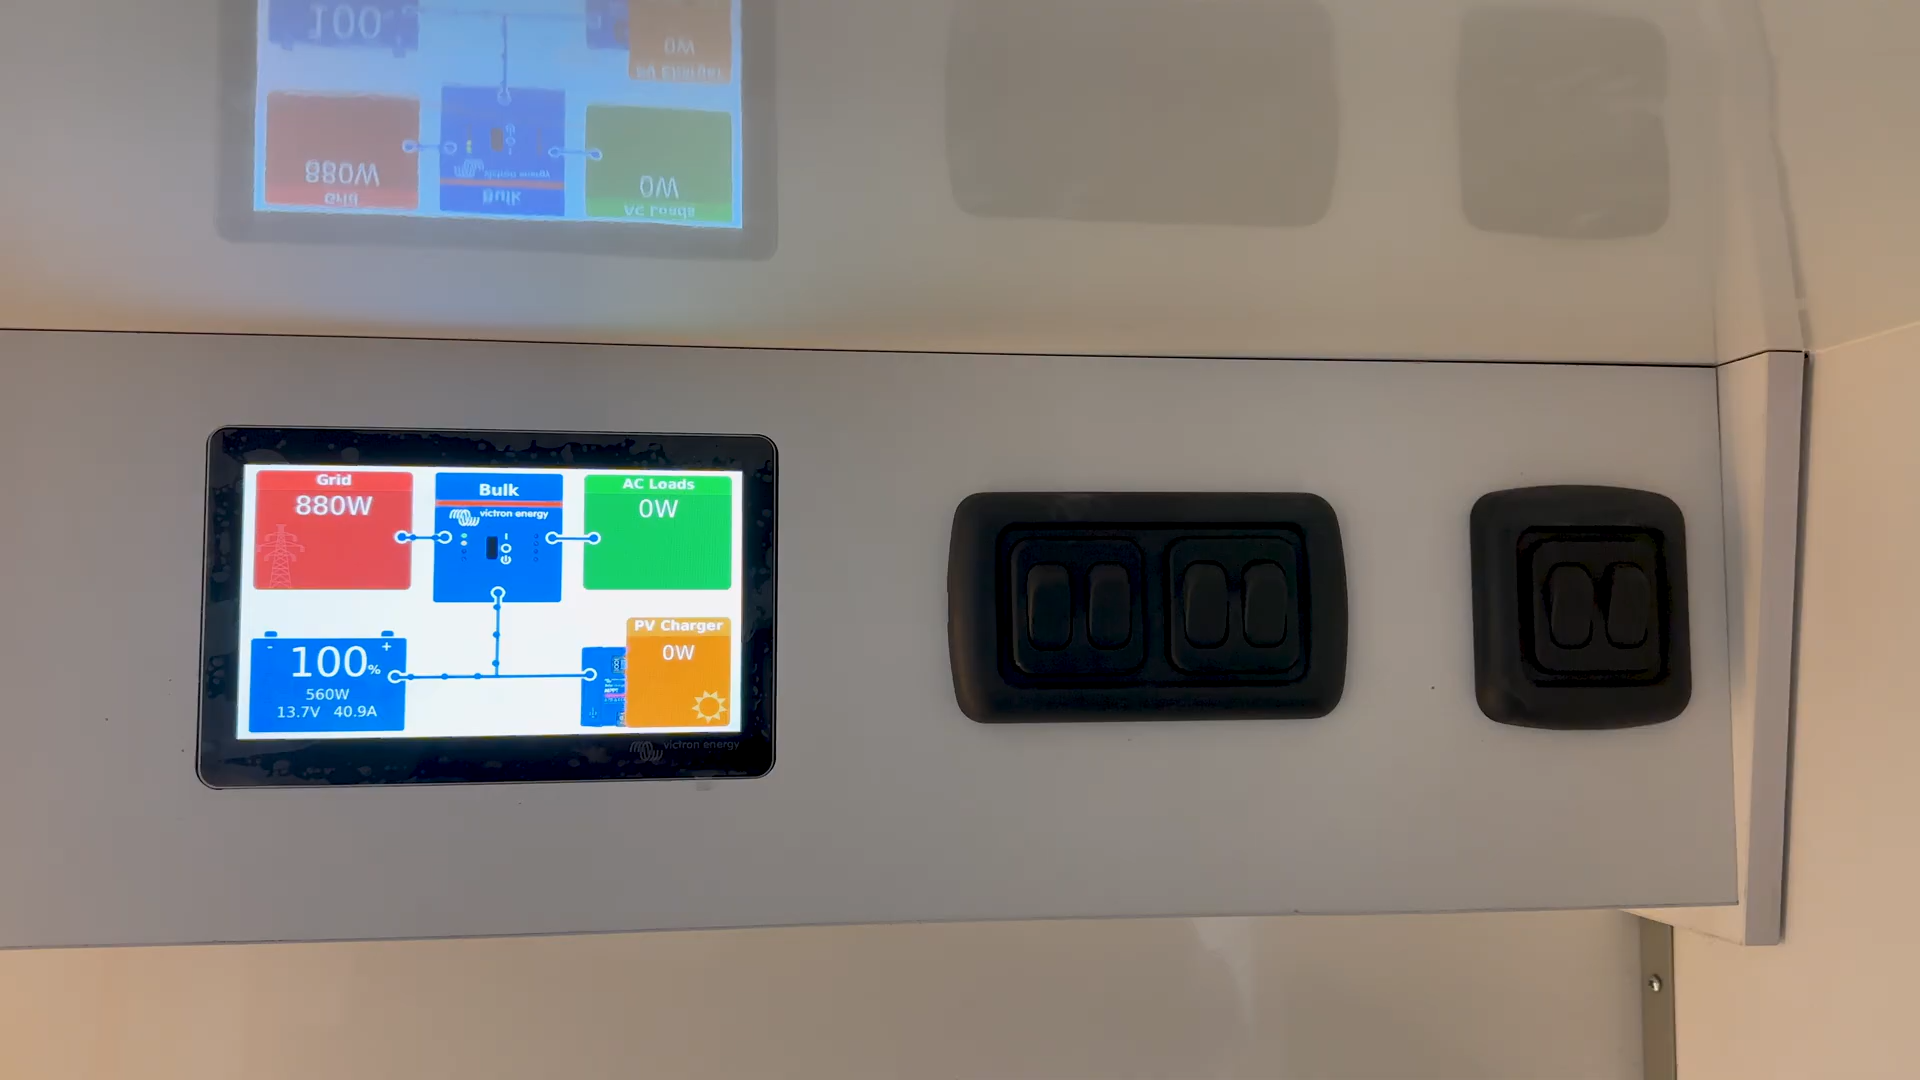 Grid
880W
Bulk
victron energy
AC Loads
0W
- 100% +
560W
13.7V 40.9A
PV Charger
0W
victron energy